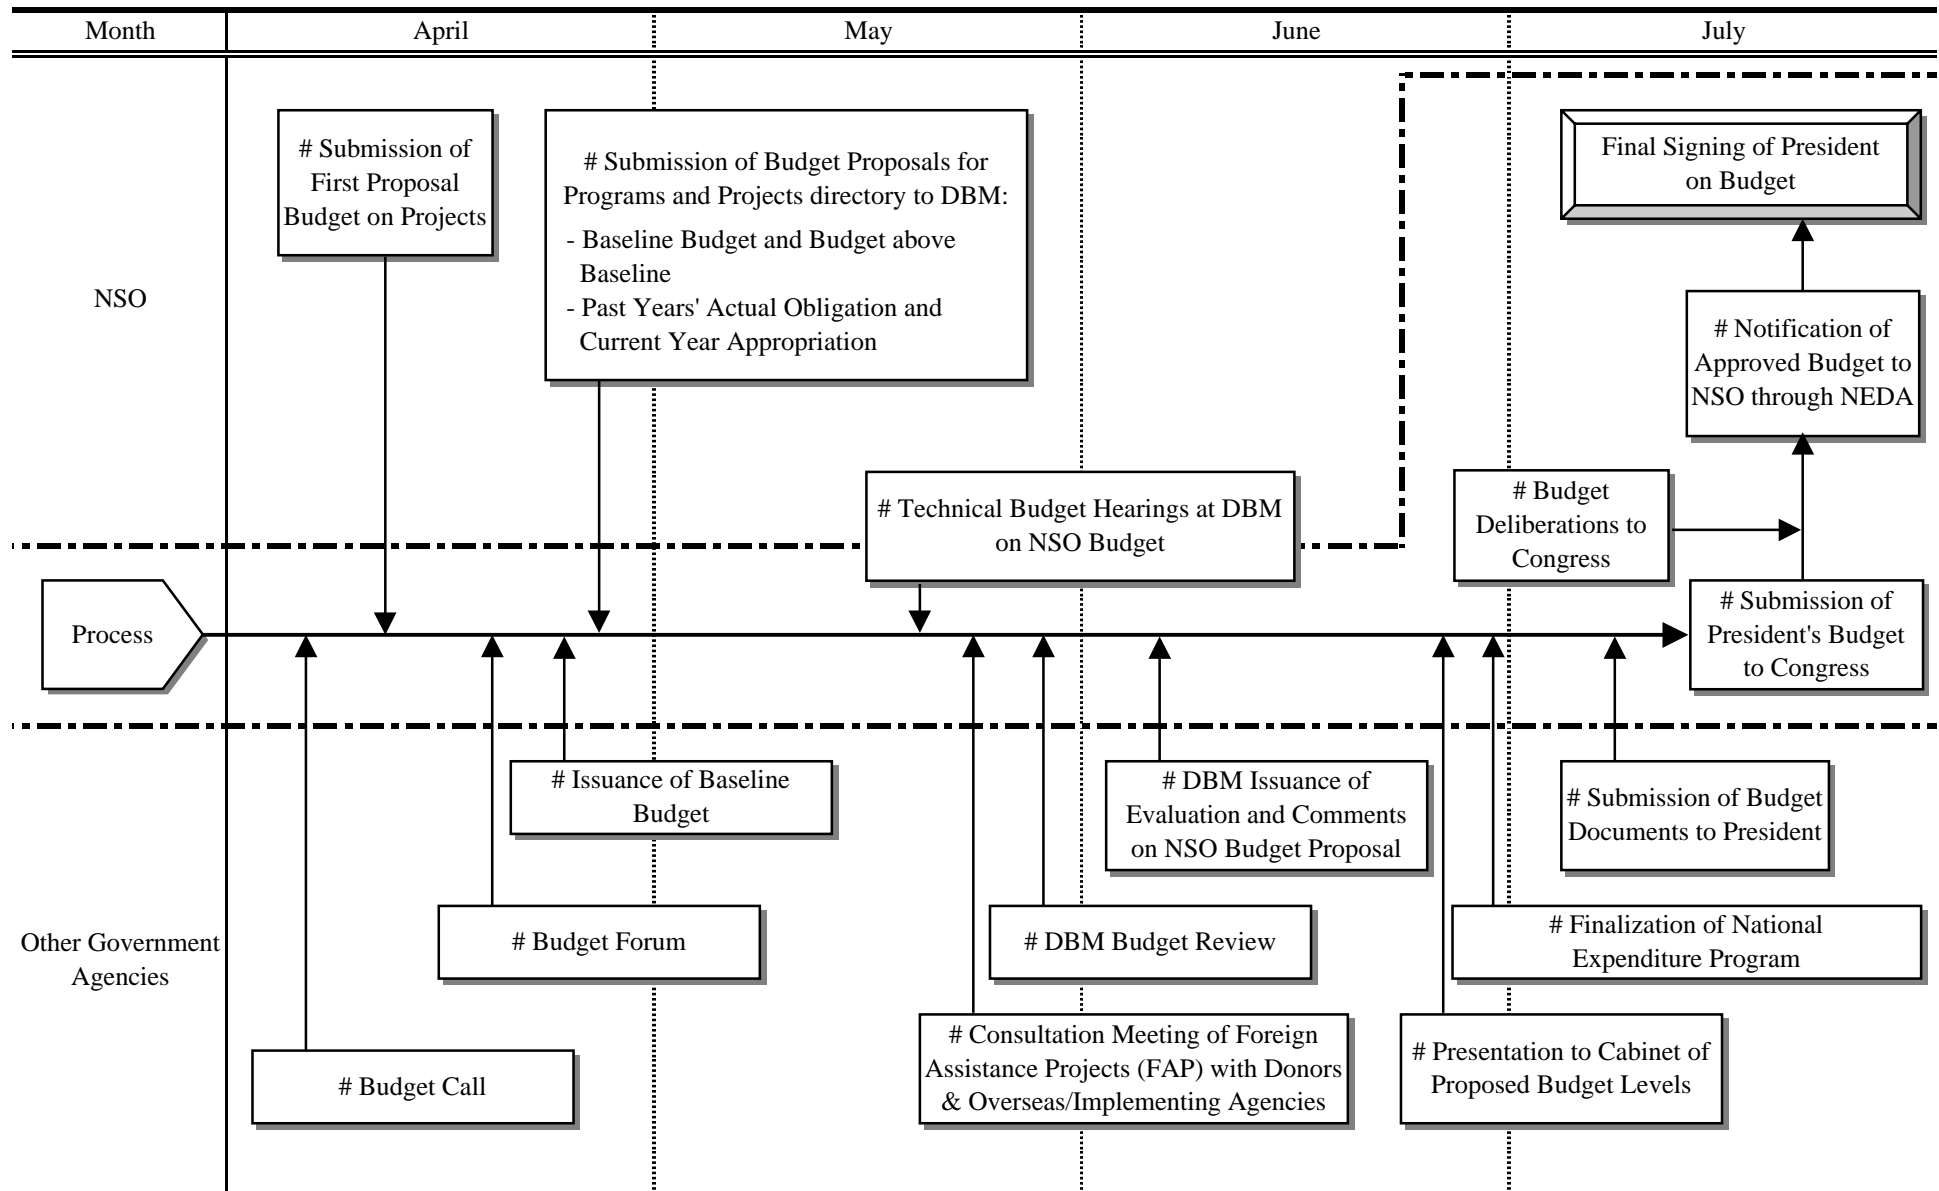 Month
April
May
June
July
NSO
# Submission of
First Proposal
Budget on Projects
# Submission of Budget Proposals for
Programs and Projects directory to DBM:
- Baseline Budget and Budget above
Baseline
- Past Years' Actual Obligation and
Current Year Appropriation
Final Signing of President
on Budget
# Notification of
Approved Budget to
NSO through NEDA
# Technical Budget Hearings at DBM
on NSO Budget
# Budget
Deliberations to
Congress
Process
# Submission of
President's Budget
to Congress
Other Government
Agencies
# Issuance of Baseline
Budget
# DBM Issuance of
Evaluation and Comments
on NSO Budget Proposal
# Submission of Budget
Documents to President
# Budget Forum
# DBM Budget Review
# Finalization of National
Expenditure Program
# Budget Call
# Consultation Meeting of Foreign
Assistance Projects (FAP) with Donors
& Overseas/Implementing Agencies
# Presentation to Cabinet of
Proposed Budget Levels